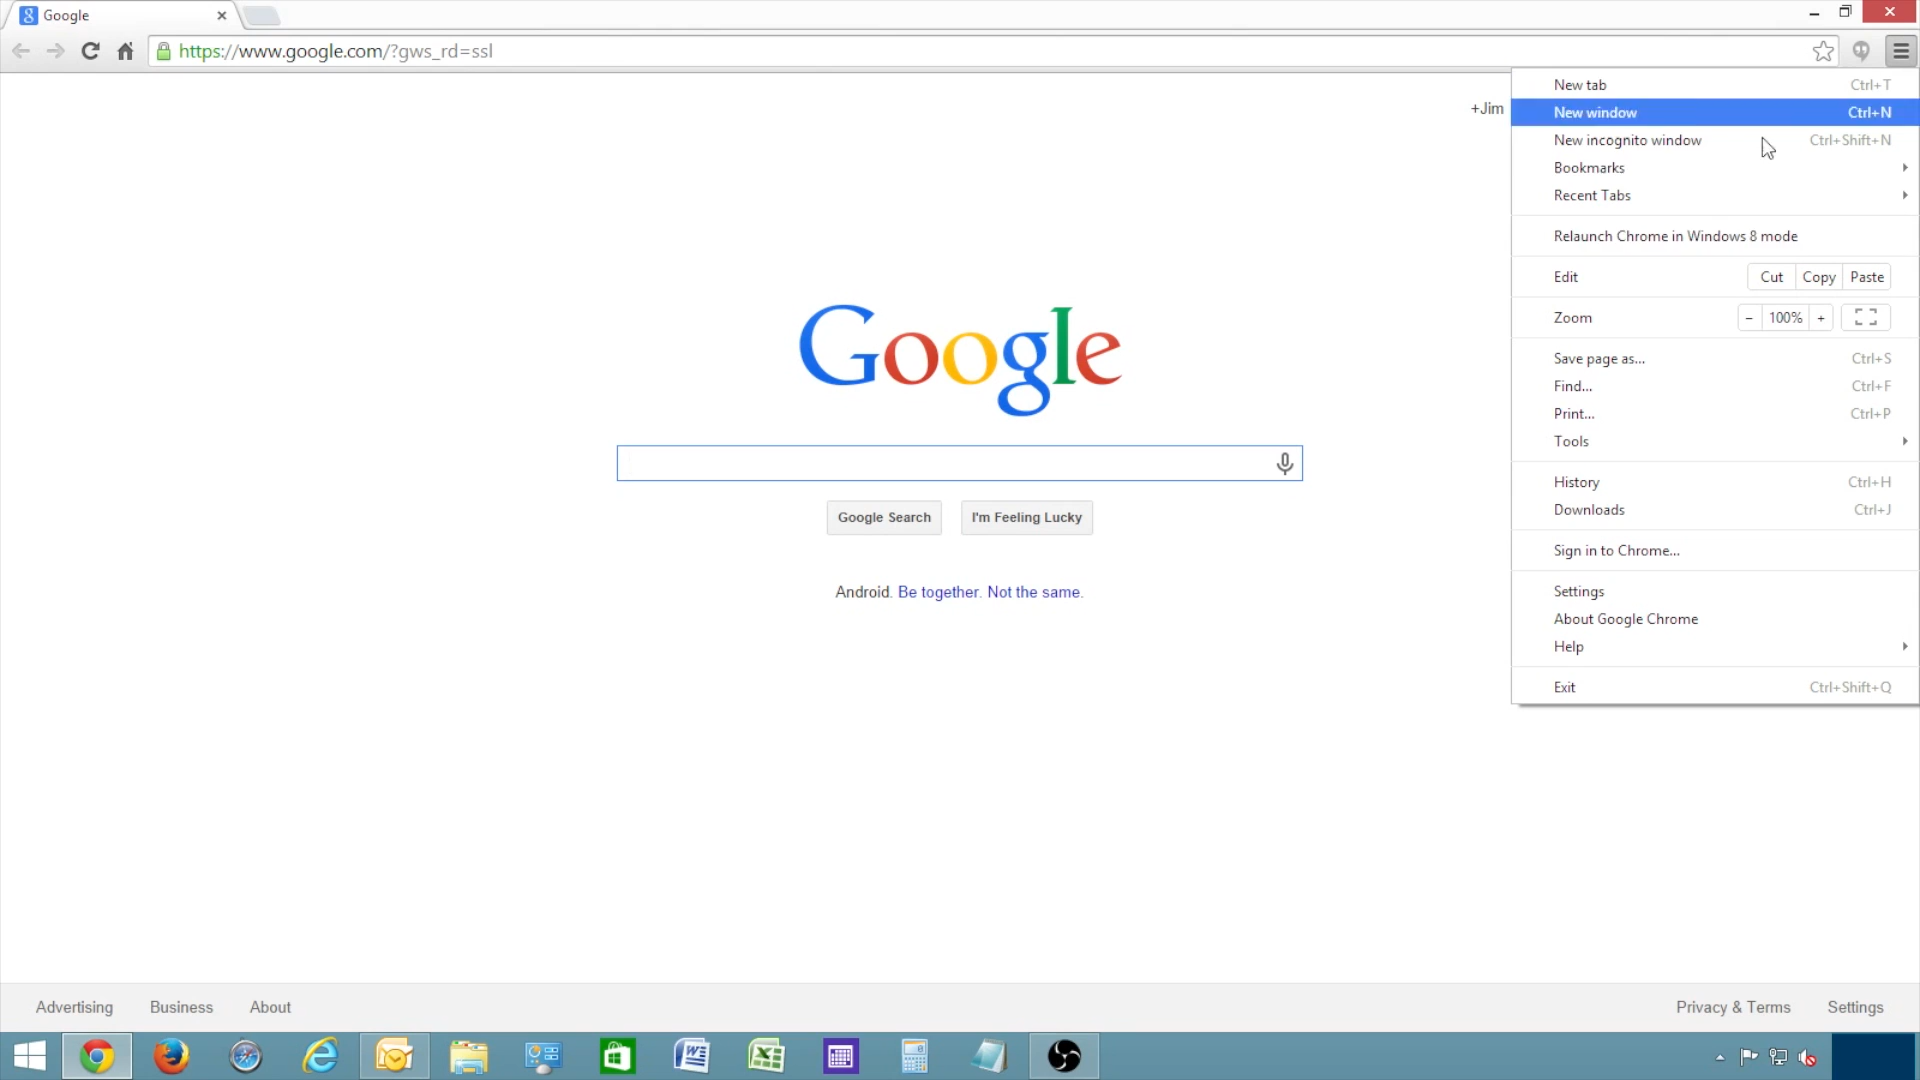 Google
https://www.google.com/?gws_rd=ssl
+Jim
New tab Ctrl+T
New window Ctrl+N
New incognito window Ctrl+Shift+N
Bookmarks
Recent Tabs
Relaunch Chrome in Windows 8 mode
Edit Cut Copy Paste
Zoom − 100% +
Save page as... Ctrl+S
Find... Ctrl+F
Print... Ctrl+P
Tools
History Ctrl+H
Downloads Ctrl+J
Sign in to Chrome...
Settings
About Google Chrome
Help
Exit Ctrl+Shift+Q
Google
Google Search I'm Feeling Lucky
Android. Be together. Not the same.
Advertising Business About Privacy & Terms Settings